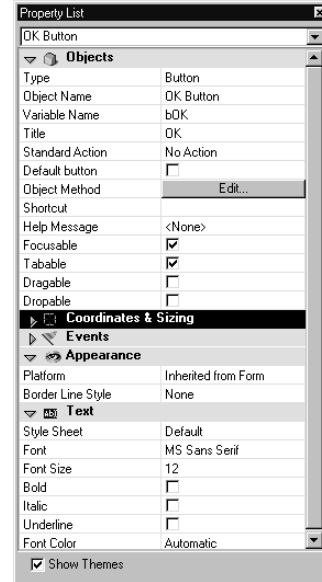 Property List
OK Button
Objects
Type Button
Object Name OK Button
Variable Name bOK
Title OK
Standard Action No Action
Default button
Object Method Edit...
Shortcut
Help Message <None>
Focusable
Tabable
Dragable
Dropable
Coordinates & Sizing
Events
Appearance
Platform Inherited from Form
Border Line Style None
Text
Style Sheet Default
Font MS Sans Serif
Font Size 12
Bold
Italic
Underline
Font Color Automatic
Show Themes